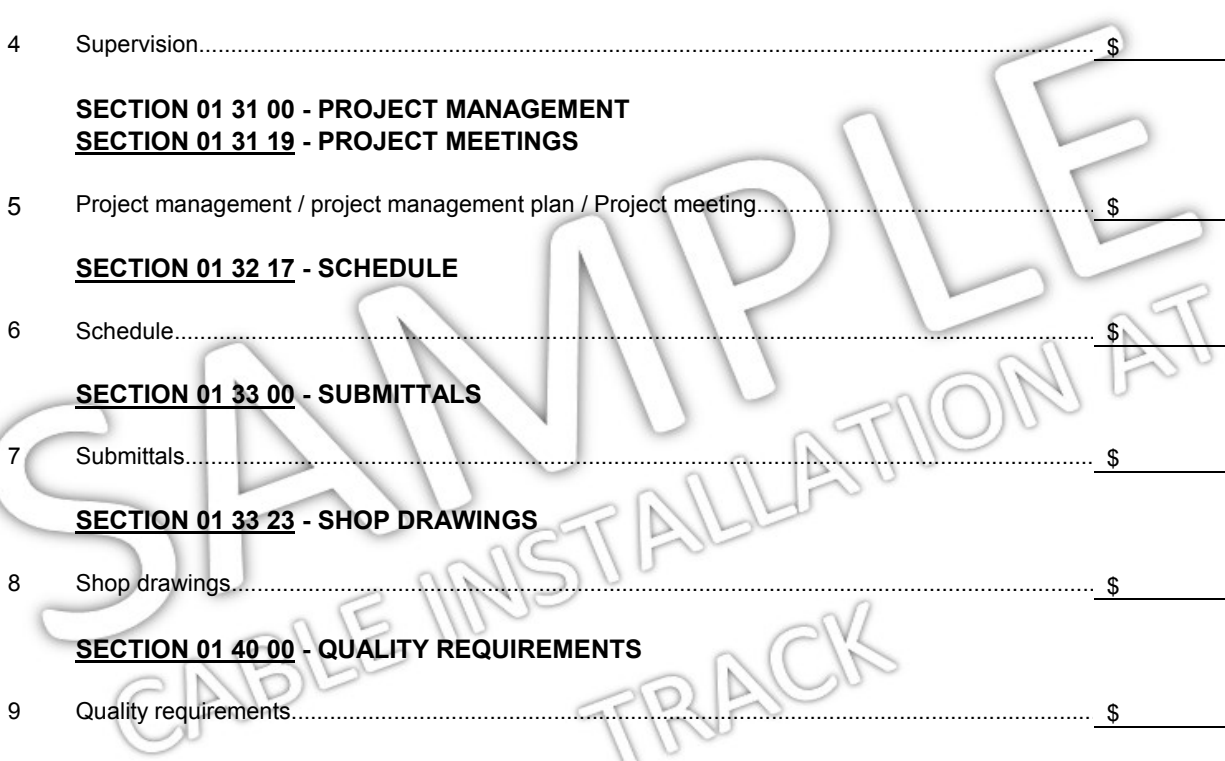 4 Supervision........................................................................................................................................ $
SECTION 01 31 00 - PROJECT MANAGEMENT
SECTION 01 31 19 - PROJECT MEETINGS
5 Project management / project management plan / Project meeting.................................................... $
SECTION 01 32 17 - SCHEDULE
6 Schedule............................................................................................................................................ $
SECTION 01 33 00 - SUBMITTALS
7 Submittals.......................................................................................................................................... $
SECTION 01 33 23 - SHOP DRAWINGS
8 Shop drawings................................................................................................................................... $
SECTION 01 40 00 - QUALITY REQUIREMENTS
9 Quality requirements.......................................................................................................................... $
SAMPLE
CABLE INSTALLATION AT
TRACK